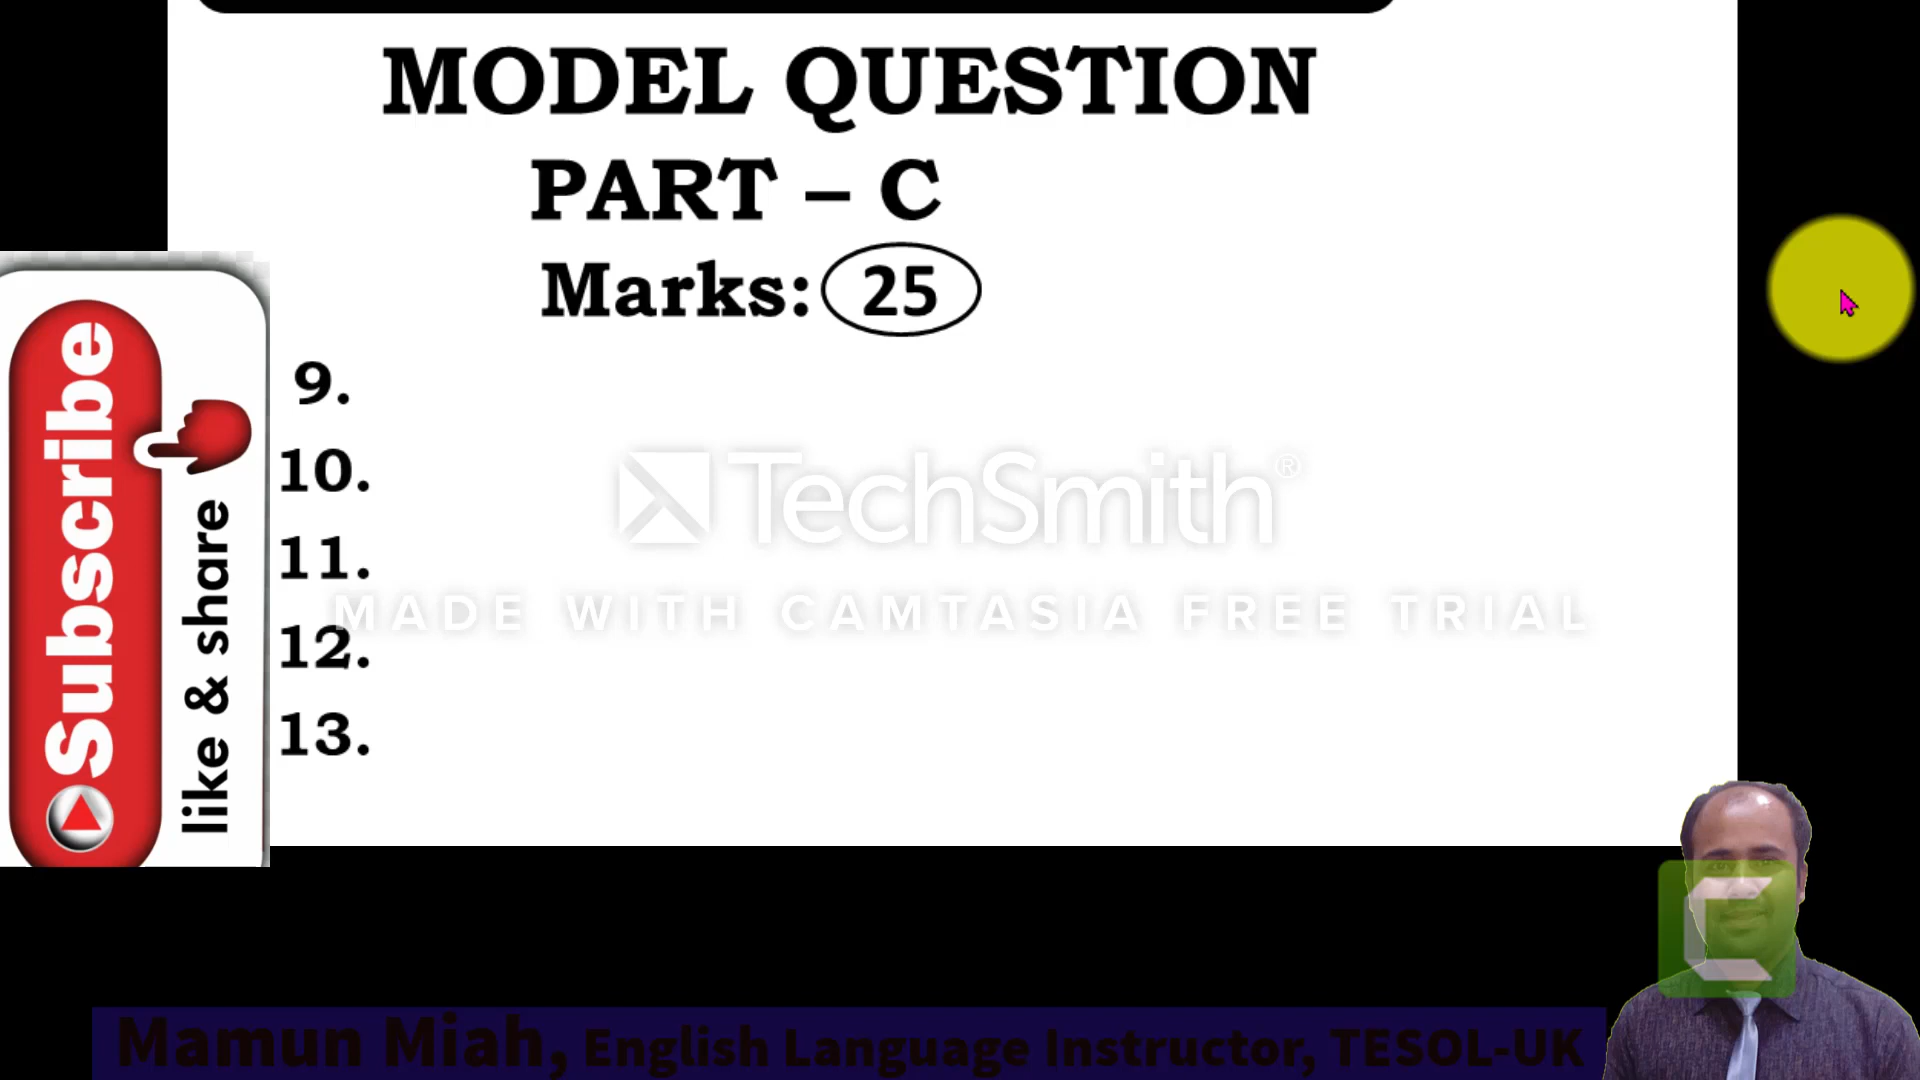 MODEL QUESTION
PART – C
Marks: 25
9.
10.
11.
12.
13.
Subscribe
like & share
TechSmith®
MADE WITH CAMTASIA FREE TRIAL
Mamun Miah, English Language Instructor, TESOL-UK